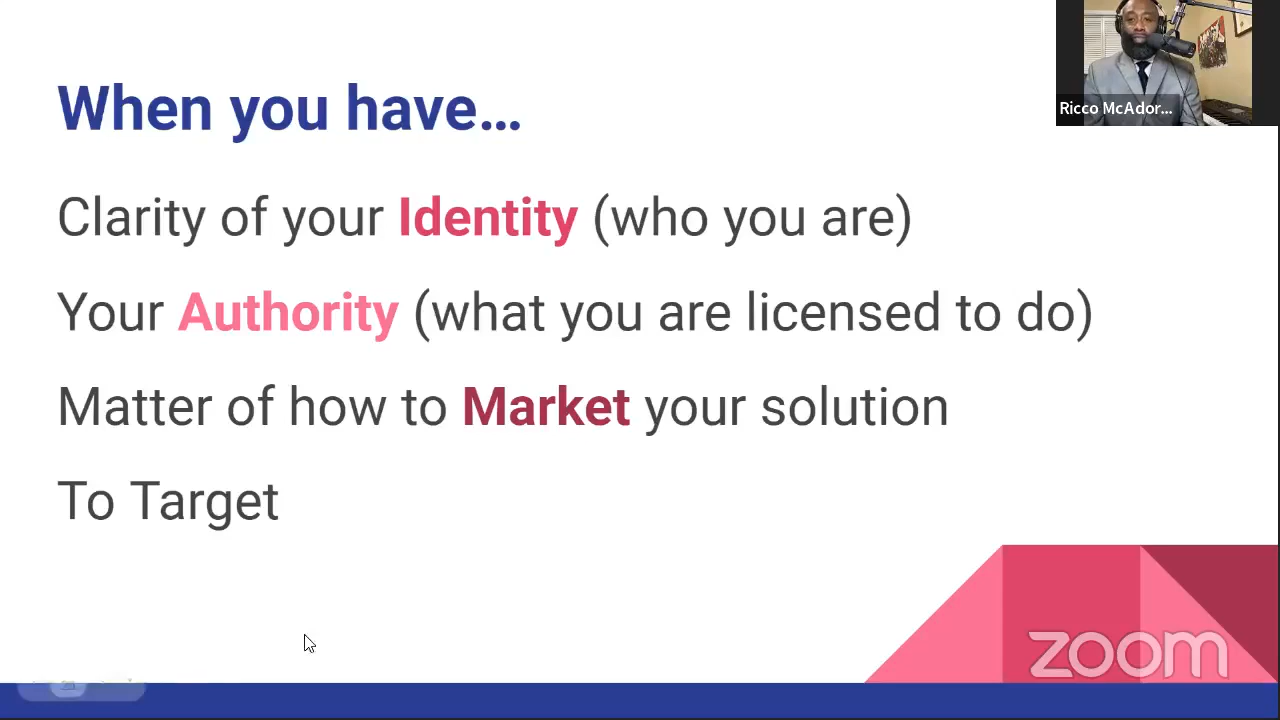 When you have...
Clarity of your Identity (who you are)
Your Authority (what you are licensed to do)
Matter of how to Market your solution
To Target
Ricco McAdor...
zoom